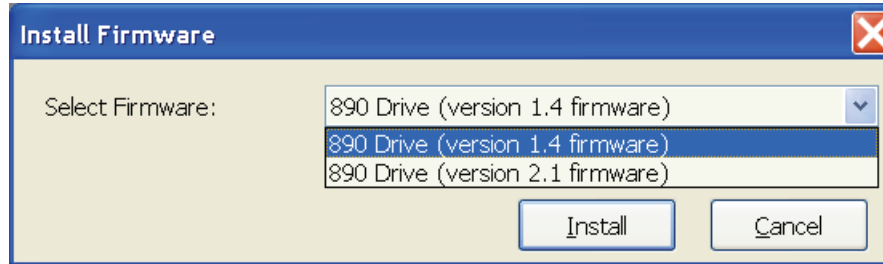 Install Firmware
Select Firmware: 890 Drive (version 1.4 firmware)
890 Drive (version 1.4 firmware)
890 Drive (version 2.1 firmware)
Install Cancel